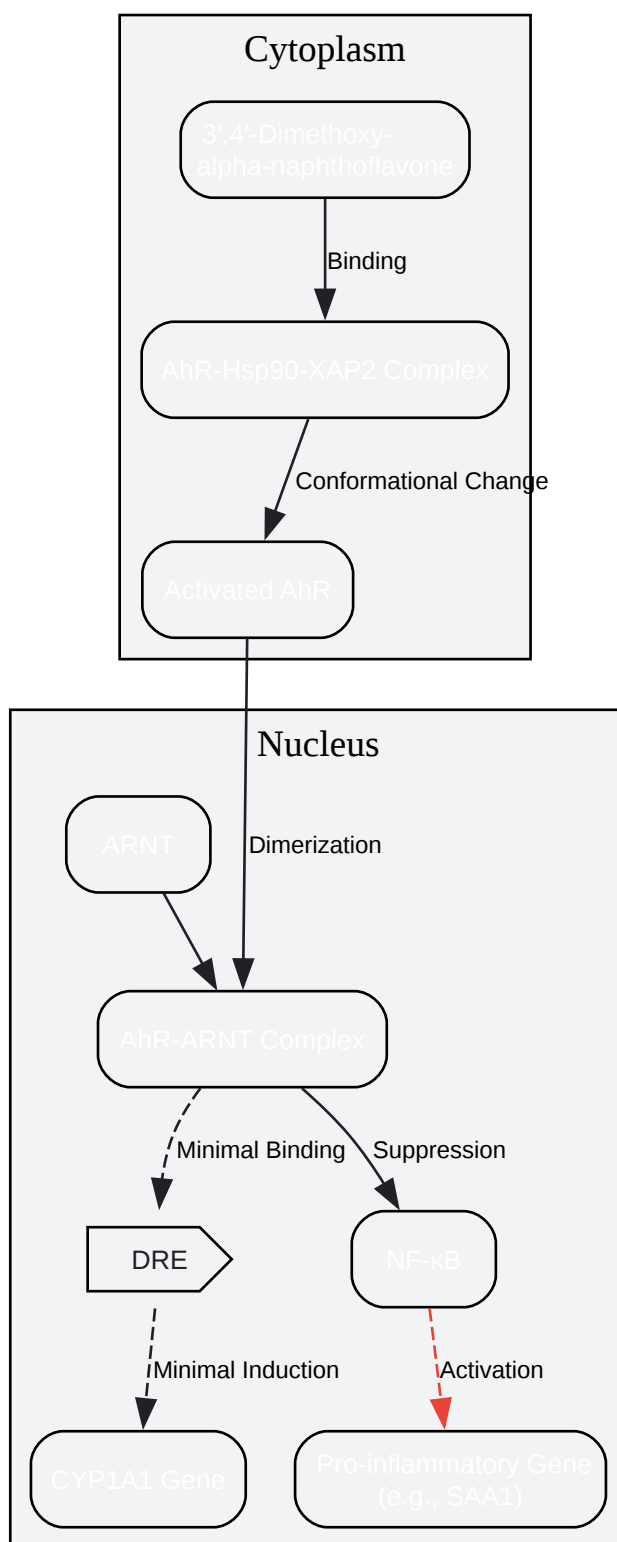 Cytoplasm
3',4'-Dimethoxy-
alpha-naphthoflavone
Binding
AhR-Hsp90-XAP2 Complex
Conformational Change
Activated AhR
Nucleus
ARNT
Dimerization
AhR-ARNT Complex
Minimal Binding
Suppression
DRE
NF-κB
Minimal Induction
Activation
CYP1A1 Gene
Pro-inflammatory Gene
(e.g., SAA1)